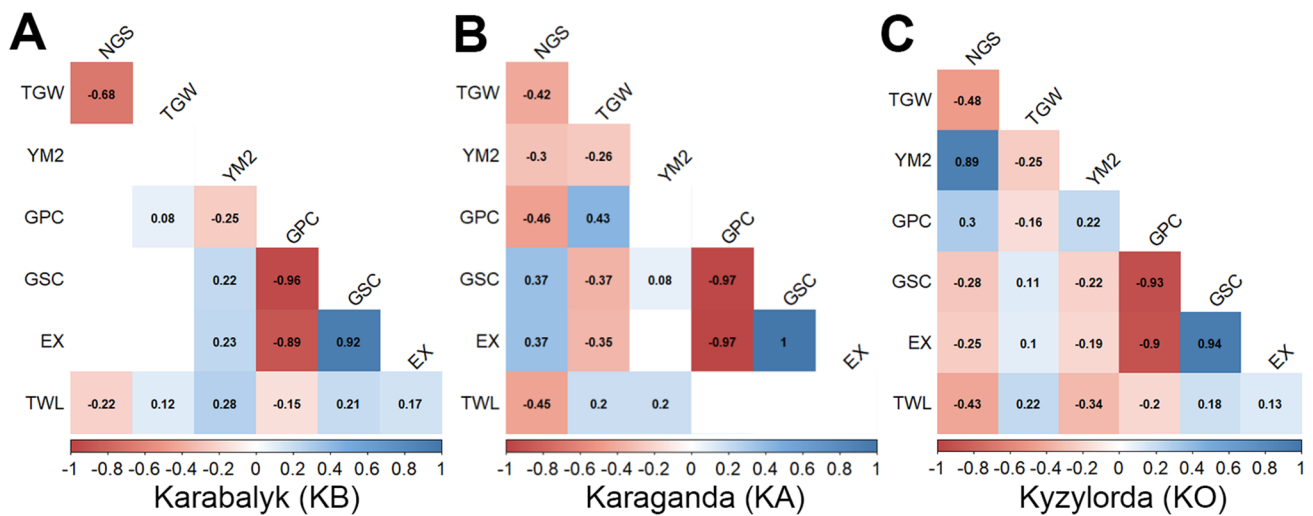 A
NGS
TGW -0.68 TGW
YM2 YM2
GPC 0.08 -0.25 GPC
GSC 0.22 -0.96 GSC
EX 0.23 -0.89 0.92 EX
TWL -0.22 0.12 0.28 -0.15 0.21 0.17
-1 -0.8 -0.6 -0.4 -0.2 0 0.2 0.4 0.6 0.8 1
Karabalyk (KB)
B
NGS
TGW -0.42 TGW
YM2 -0.3 -0.26 YM2
GPC -0.46 0.43 GPC
GSC 0.37 -0.37 0.08 -0.97 GSC
EX 0.37 -0.35 -0.97 1 EX
TWL -0.45 0.2 0.2
-1 -0.8 -0.6 -0.4 -0.2 0 0.2 0.4 0.6 0.8 1
Karaganda (KA)
C
NGS
TGW -0.48 TGW
YM2 0.89 -0.25 YM2
GPC 0.3 -0.16 0.22 GPC
GSC -0.28 0.11 -0.22 -0.93 GSC
EX -0.25 0.1 -0.19 -0.9 0.94 EX
TWL -0.43 0.22 -0.34 -0.2 0.18 0.13
-1 -0.8 -0.6 -0.4 -0.2 0 0.2 0.4 0.6 0.8 1
Kyzylorda (KO)